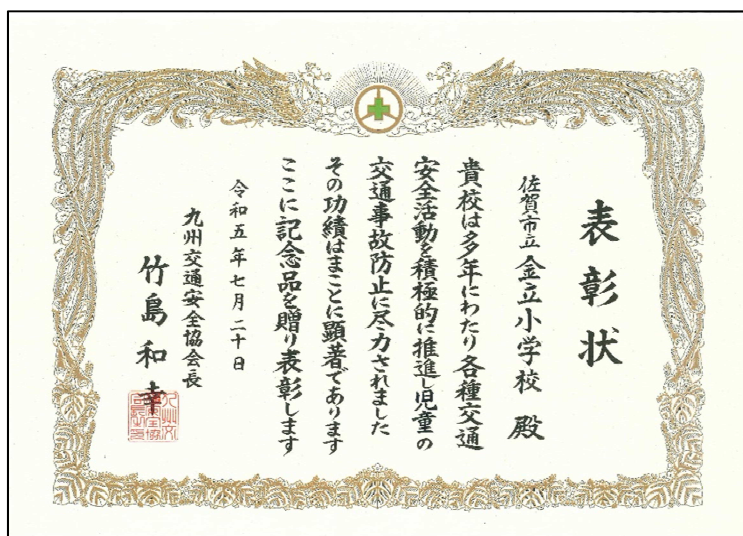 表彰状
佐賀市立 金立小学校 殿
貴校は多年にわたり各種交通
安全活動を積極的に推進し児童の
交通事故防止に尽力されました
その功績はまことに顕著であります
ここに記念品を贈り表彰します
令和五年七月二十日
九州交通安全協会長
竹島和幸